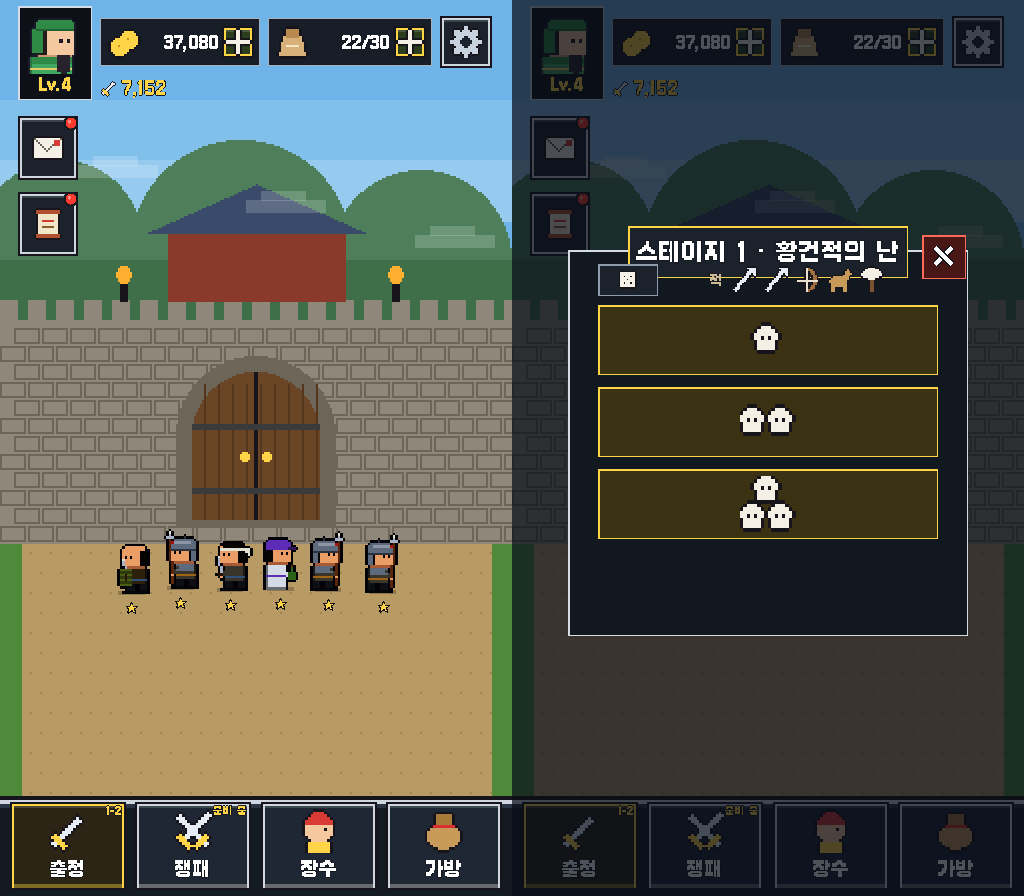 37,080
22/30
Lv.4
7,152
1-2
출정
준비 중
쟁패
장수
가방
37,080
22/30
Lv.4
7,152
스테이지 1 · 황건적의 난
적
1-2
출정
준비 중
쟁패
장수
가방